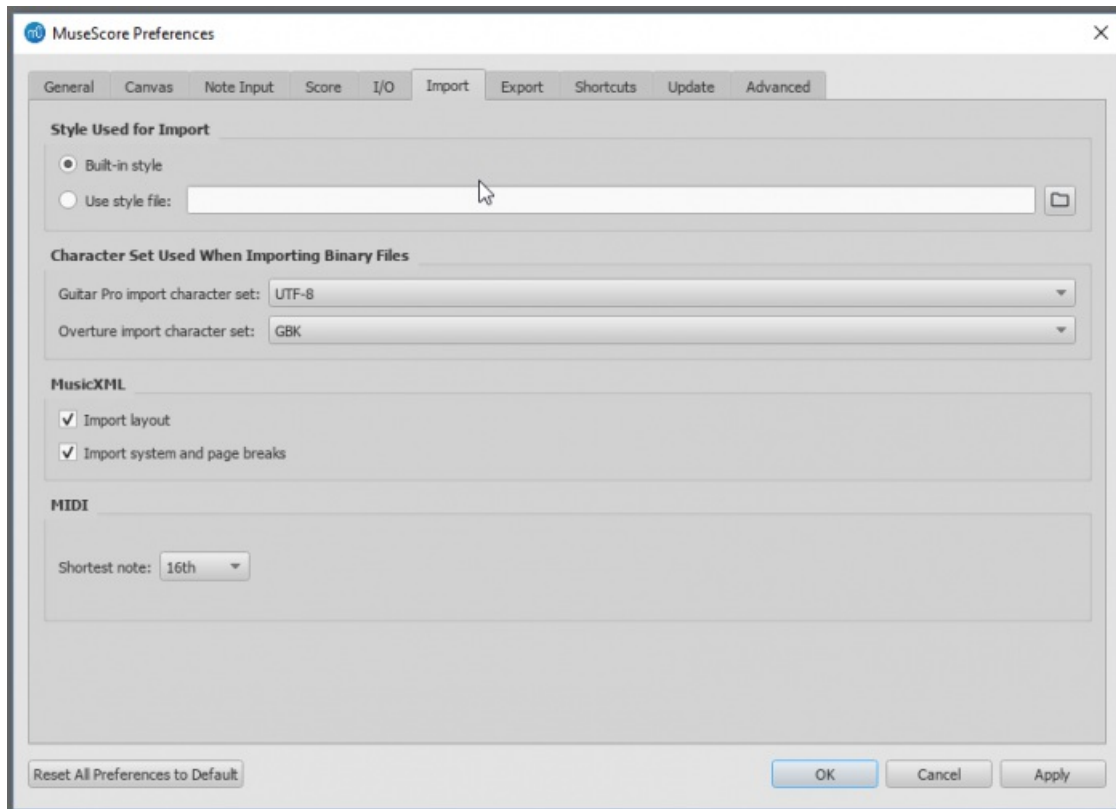 MuseScore Preferences
General Canvas Note Input Score I/O Import Export Shortcuts Update Advanced
Style Used for Import
Built-in style
Use style file:
Character Set Used When Importing Binary Files
Guitar Pro import character set: UTF-8
Overture import character set: GBK
MusicXML
Import layout
Import system and page breaks
MIDI
Shortest note: 16th
Reset All Preferences to Default OK Cancel Apply